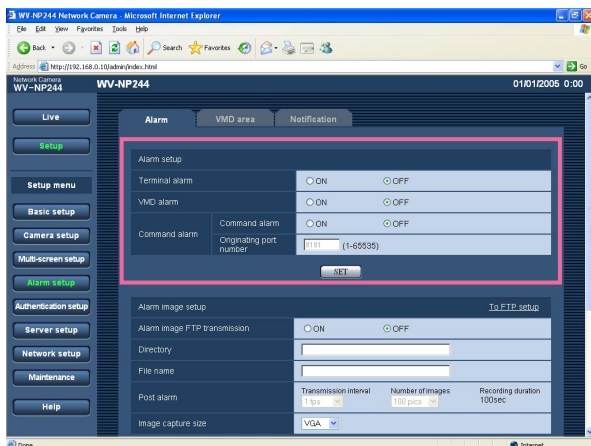 WV-NP244 Network Camera - Microsoft Internet Explorer
File Edit View Favorites Tools Help
Back Search Favorites
Address http://192.168.0.10/admin/index.html Go
Network Camera
WV-NP244
WV-NP244
01/01/2005 0:00
Live
Setup
Setup menu
Basic setup
Camera setup
Multi-screen setup
Alarm setup
Authentication setup
Server setup
Network setup
Maintenance
Help
Alarm VMD area Notification
Alarm setup
Terminal alarm ON OFF
VMD alarm ON OFF
Command alarm
Command alarm ON OFF
Originating port number 8181 (1-65535)
SET
Alarm image setup To FTP setup
Alarm image FTP transmission ON OFF
Directory
File name
Post alarm
Transmission interval Number of images Recording duration
1 fps 100 pics 100sec
Image capture size VGA
Done Internet